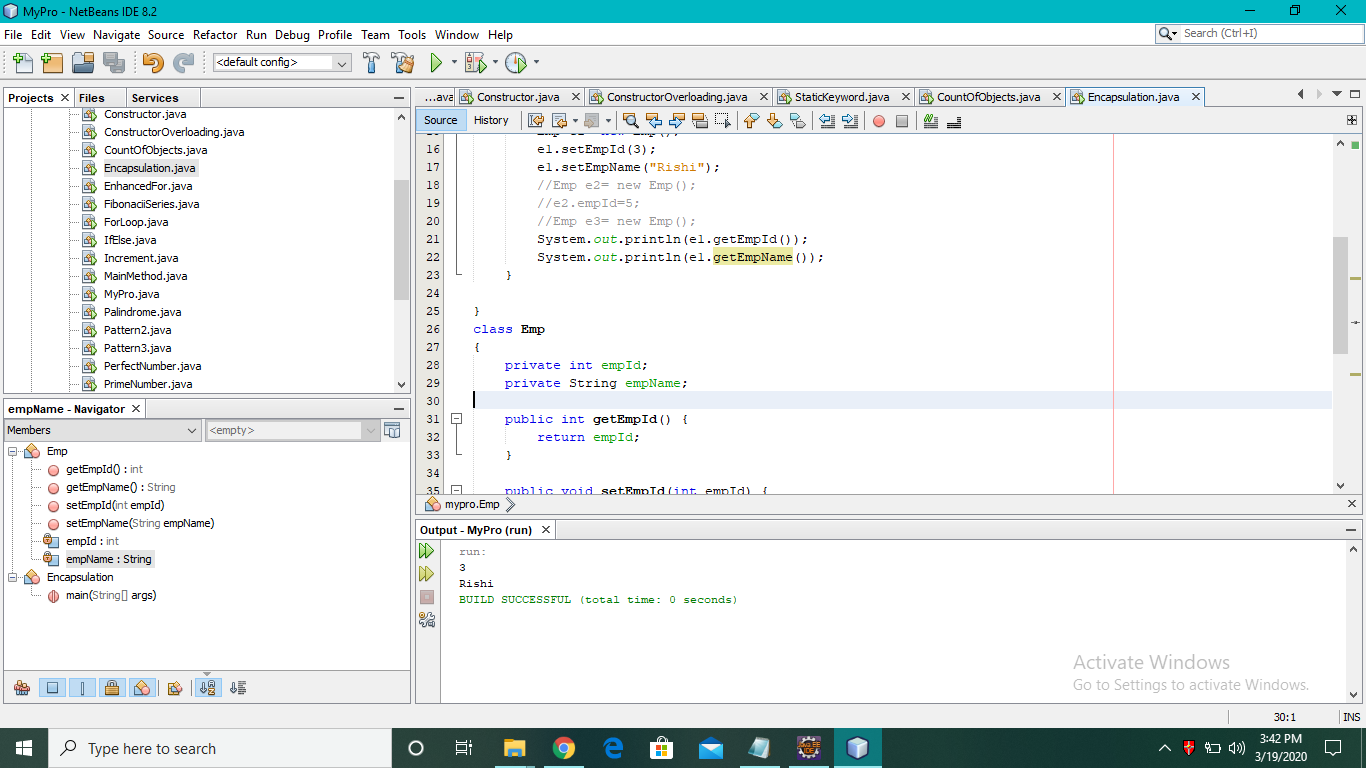 MyPro - NetBeans IDE 8.2
File Edit View Navigate Source Refactor Run Debug Profile Team Tools Window Help
Search (Ctrl+I)
<default config>
Projects Files Services
Constructor.java
ConstructorOverloading.java
CountOfObjects.java
Encapsulation.java
EnhancedFor.java
FibonaciiSeries.java
ForLoop.java
IfElse.java
Increment.java
MainMethod.java
MyPro.java
Palindrome.java
Pattern2.java
Pattern3.java
PerfectNumber.java
PrimeNumber.java
empName - Navigator
Members <empty>
Emp
getEmpId() : int
getEmpName() : String
setEmpId(int empId)
setEmpName(String empName)
empId : int
empName : String
Encapsulation
main(String[] args)
...ava Constructor.java ConstructorOverloading.java StaticKeyword.java CountOfObjects.java Encapsulation.java
Source History
16 e1.setEmpId(3);
17 e1.setEmpName("Rishi");
18 //Emp e2= new Emp();
19 //e2.empId=5;
20 //Emp e3= new Emp();
21 System.out.println(e1.getEmpId());
22 System.out.println(e1.getEmpName());
23 }
24
25 }
26 class Emp
27 {
28 private int empId;
29 private String empName;
30
31 public int getEmpId() {
32 return empId;
33 }
34
35 public void setEmpId(int empId) {
mypro.Emp
Output - MyPro (run)
run:
3
Rishi
BUILD SUCCESSFUL (total time: 0 seconds)
Activate Windows
Go to Settings to activate Windows.
30:1 INS
Type here to search
3:42 PM
3/19/2020